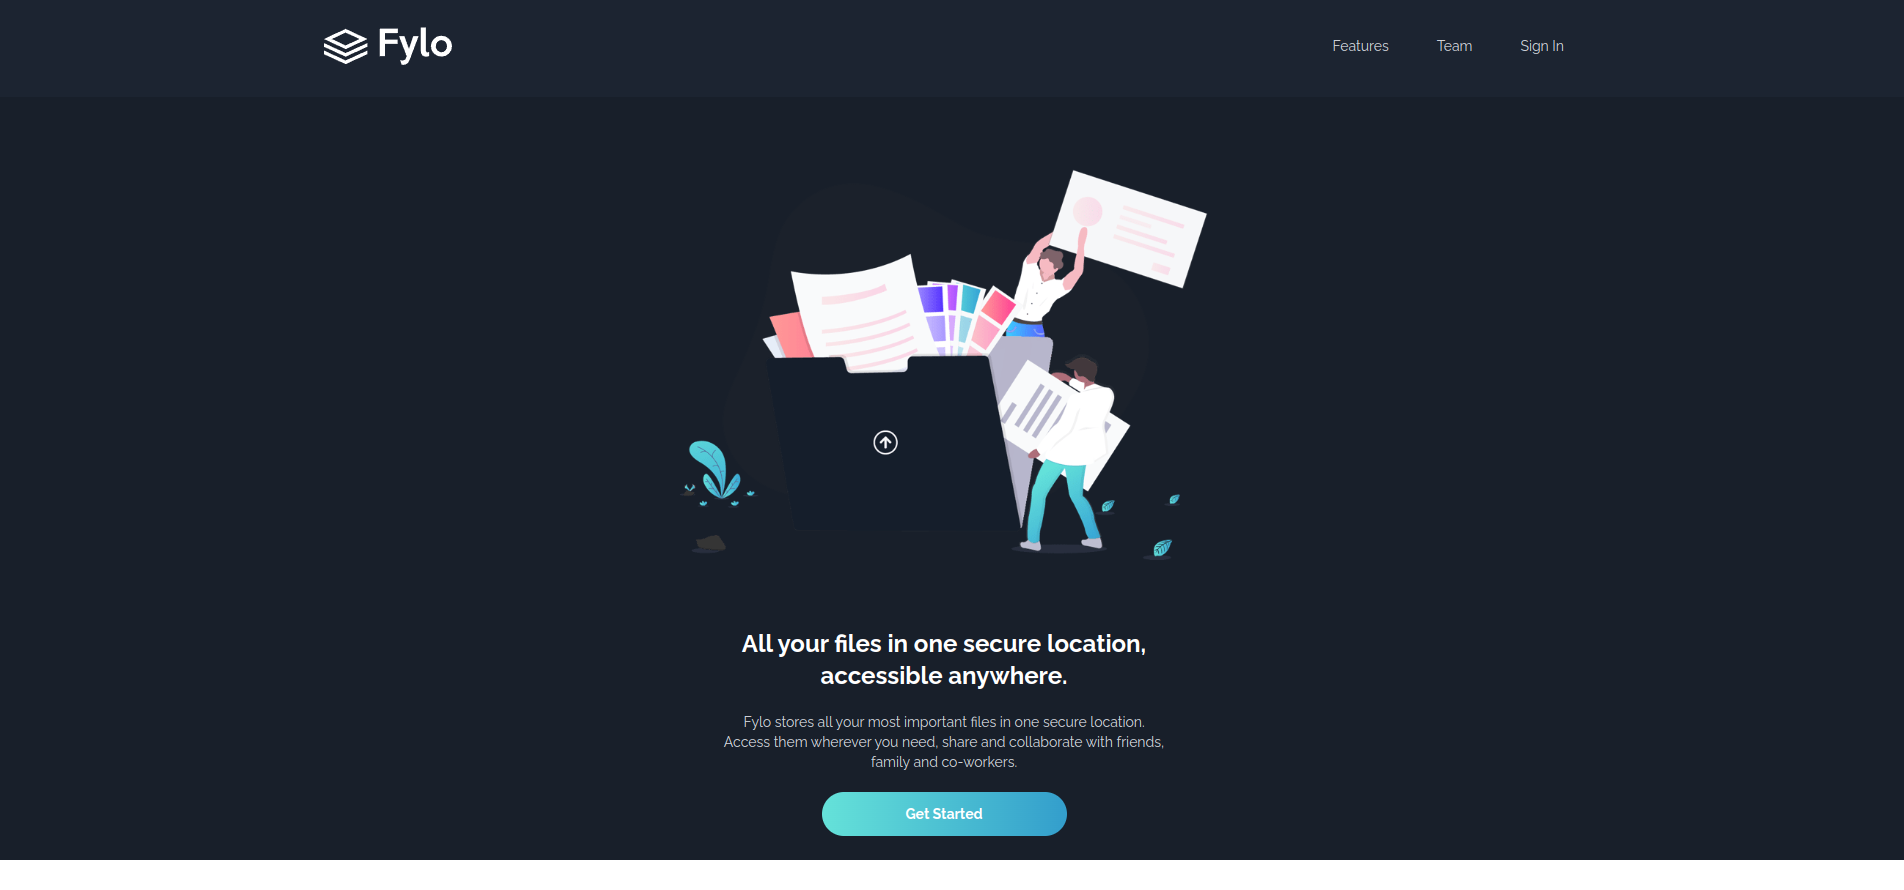 Fylo
Features
Team
Sign In
All your files in one secure location,
accessible anywhere.
Fylo stores all your most important files in one secure location.
Access them wherever you need, share and collaborate with friends,
family and co-workers.
Get Started